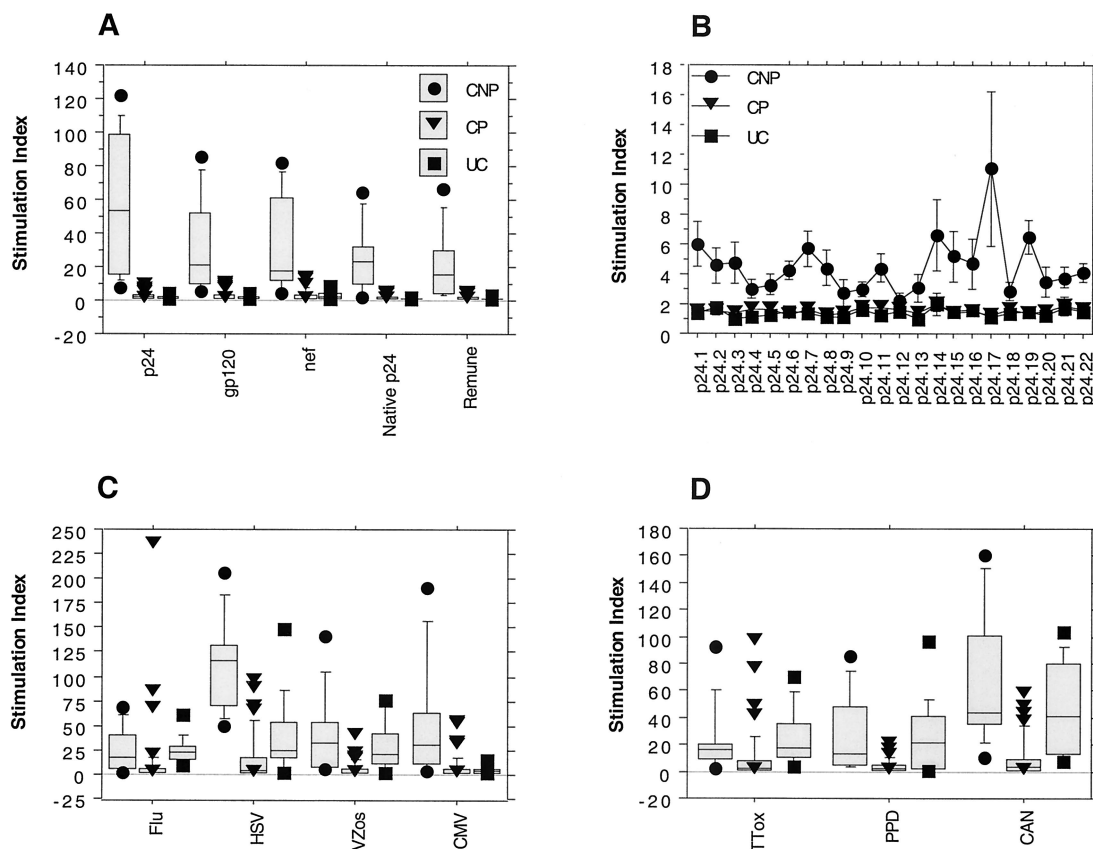 A
Stimulation Index
140
120
100
80
60
40
20
0
-20
CNP
CP
UC
p24
gp120
nef
Native p24
Remune
B
Stimulation Index
18
16
14
12
10
8
6
4
2
0
CNP
CP
UC
p24.1
p24.2
p24.3
p24.4
p24.5
p24.6
p24.7
p24.8
p24.9
p24.10
p24.11
p24.12
p24.13
p24.14
p24.15
p24.16
p24.17
p24.18
p24.19
p24.20
p24.21
p24.22
C
Stimulation Index
250
225
200
175
150
125
100
75
50
25
0
-25
Flu
HSV
VZos
CMV
D
Stimulation Index
180
160
140
120
100
80
60
40
20
0
-20
TTox
PPD
CAN